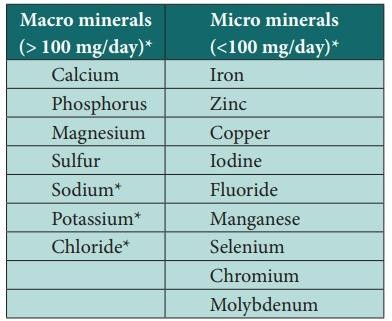 Macro minerals Micro minerals
(> 100 mg/day)* (<100 mg/day)*
Calcium Iron
Phosphorus Zinc
Magnesium Copper
Sulfur Iodine
Sodium* Fluoride
Potassium* Manganese
Chloride* Selenium
Chromium
Molybdenum